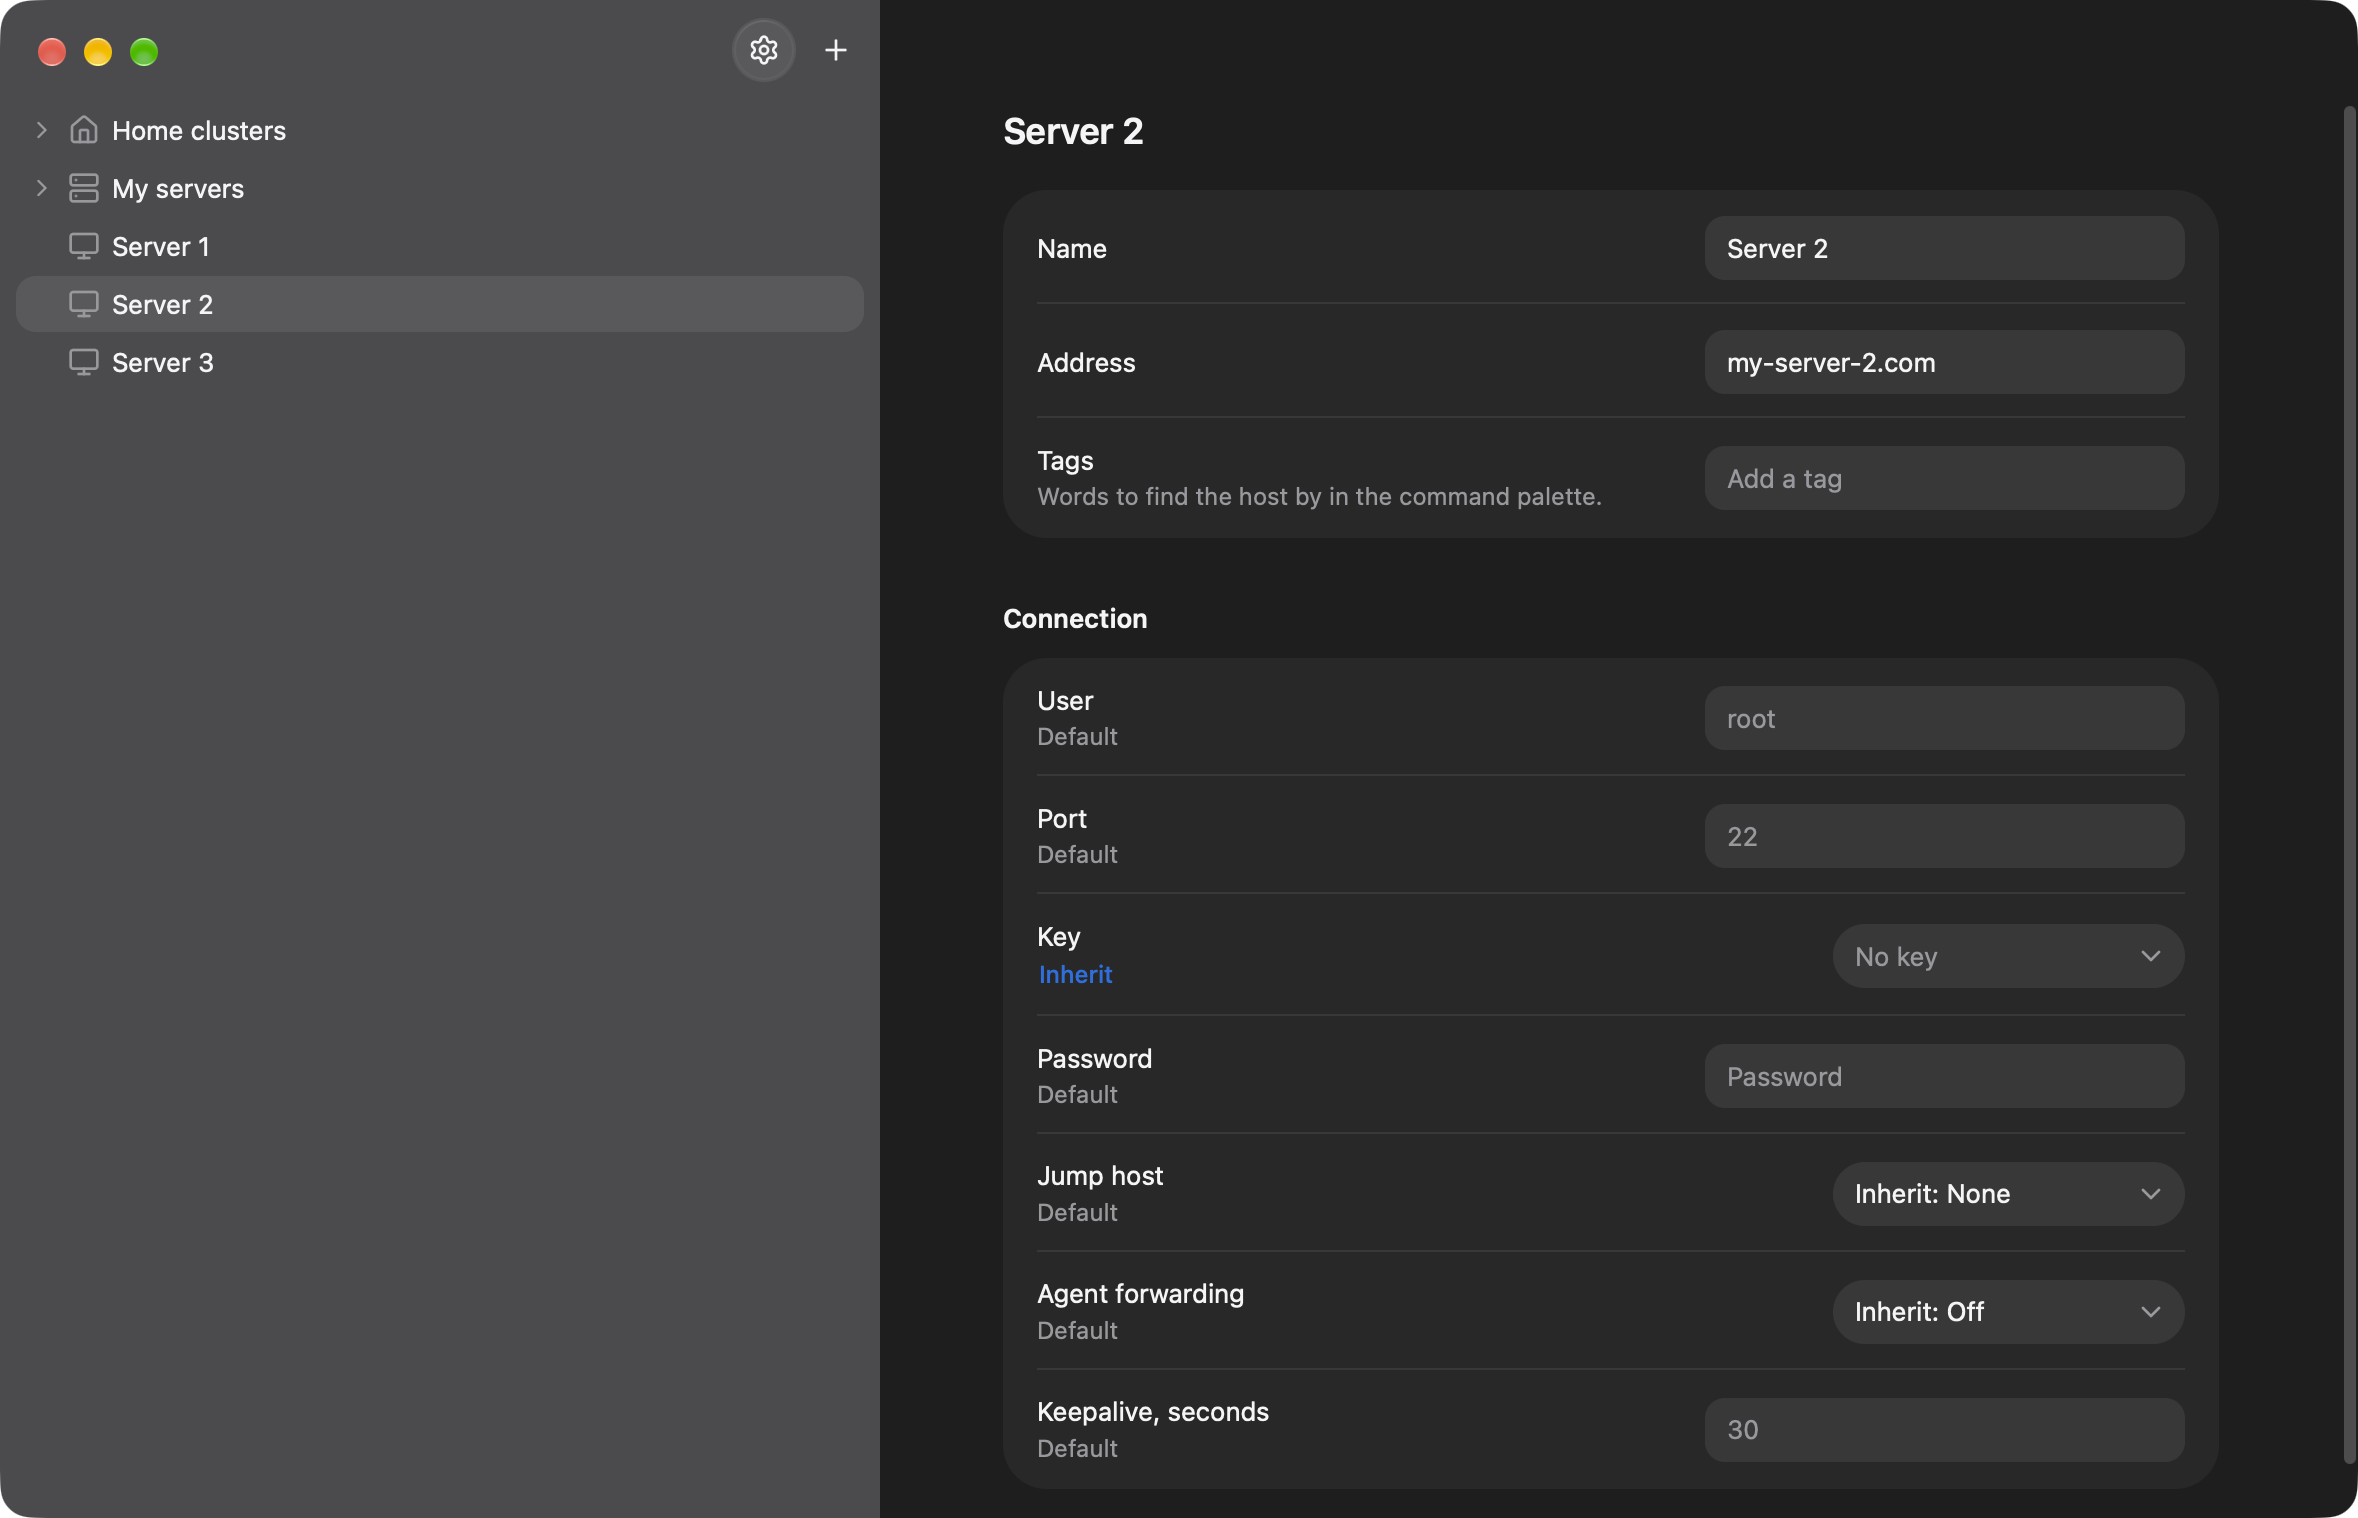 Home clusters
My servers
Server 1
Server 2
Server 3
Server 2
Name
Server 2
Address
my-server-2.com
Tags
Words to find the host by in the command palette.
Add a tag
Connection
User
Default
root
Port
Default
22
Key
Inherit
No key
Password
Default
Password
Jump host
Default
Inherit: None
Agent forwarding
Default
Inherit: Off
Keepalive, seconds
Default
30